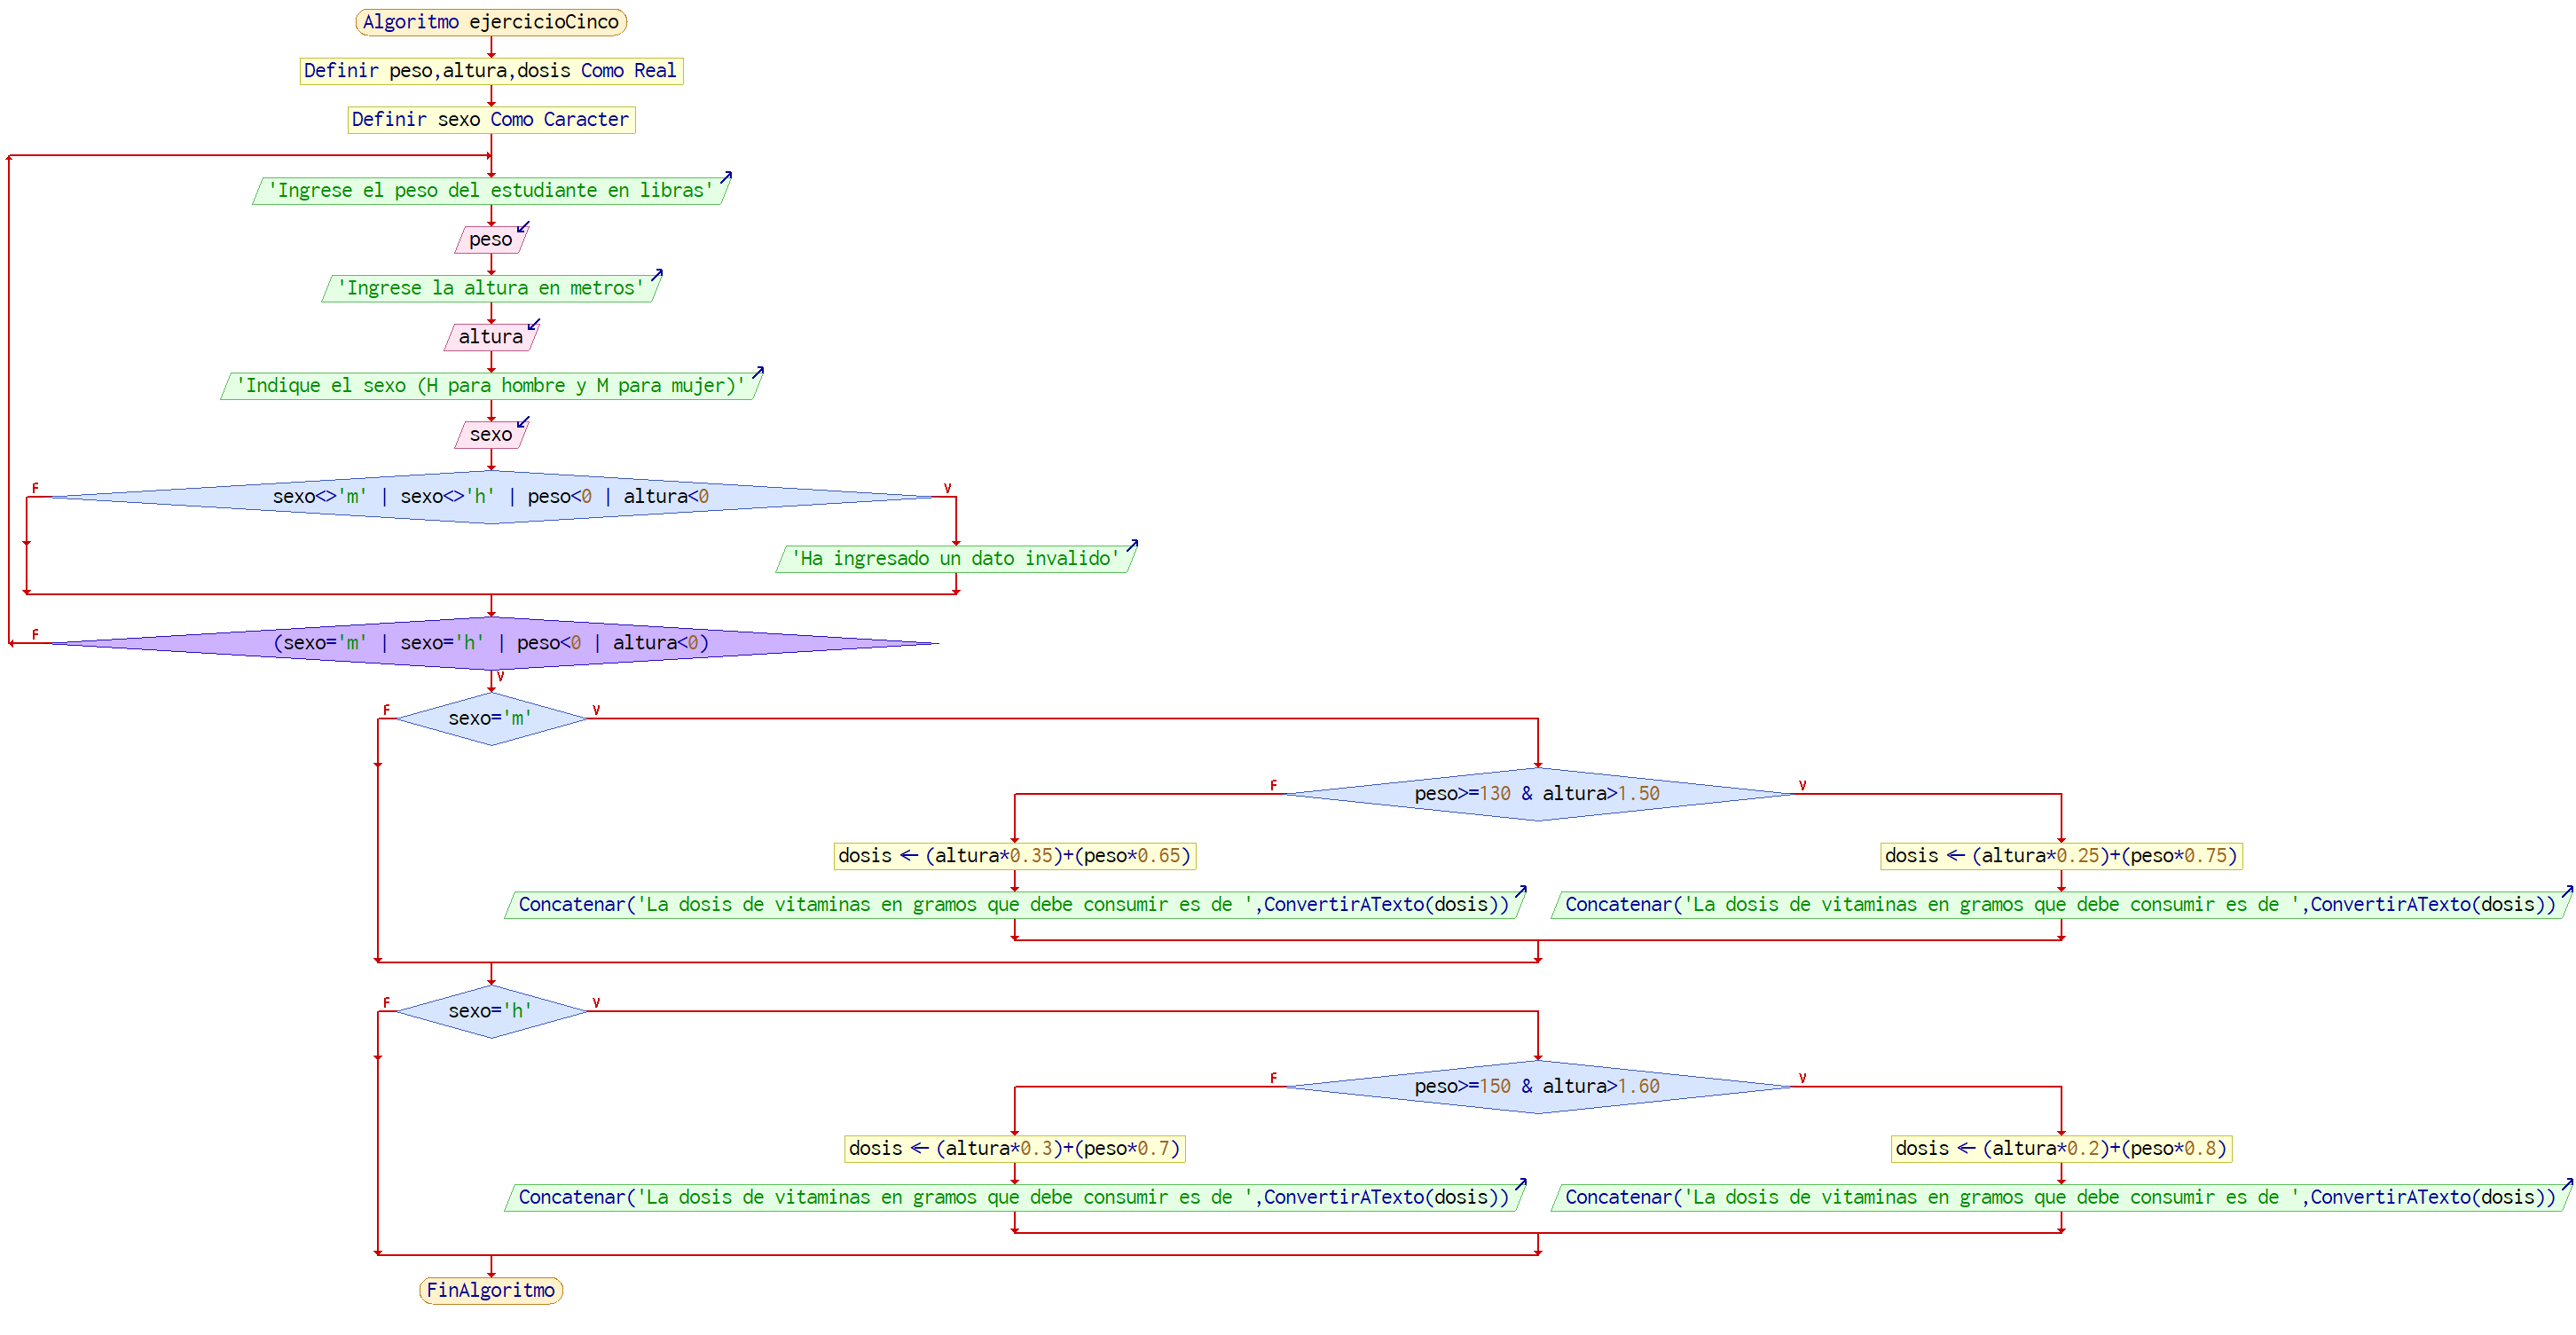 Algoritmo ejercicioCinco
Definir peso,altura,dosis Como Real
Definir sexo Como Caracter
'Ingrese el peso del estudiante en libras'
peso
'Ingrese la altura en metros'
altura
'Indique el sexo (H para hombre y M para mujer)'
sexo
F
sexo<>'m' | sexo<>'h' | peso<0 | altura<0
V
'Ha ingresado un dato invalido'
F
(sexo='m' | sexo='h' | peso<0 | altura<0)
V
F
sexo='m'
V
F
peso>=130 & altura>1.50
V
dosis ← (altura*0.35)+(peso*0.65)
dosis ← (altura*0.25)+(peso*0.75)
Concatenar('La dosis de vitaminas en gramos que debe consumir es de ',ConvertirATexto(dosis))
Concatenar('La dosis de vitaminas en gramos que debe consumir es de ',ConvertirATexto(dosis))
F
sexo='h'
V
F
peso>=150 & altura>1.60
V
dosis ← (altura*0.3)+(peso*0.7)
dosis ← (altura*0.2)+(peso*0.8)
Concatenar('La dosis de vitaminas en gramos que debe consumir es de ',ConvertirATexto(dosis))
Concatenar('La dosis de vitaminas en gramos que debe consumir es de ',ConvertirATexto(dosis))
FinAlgoritmo